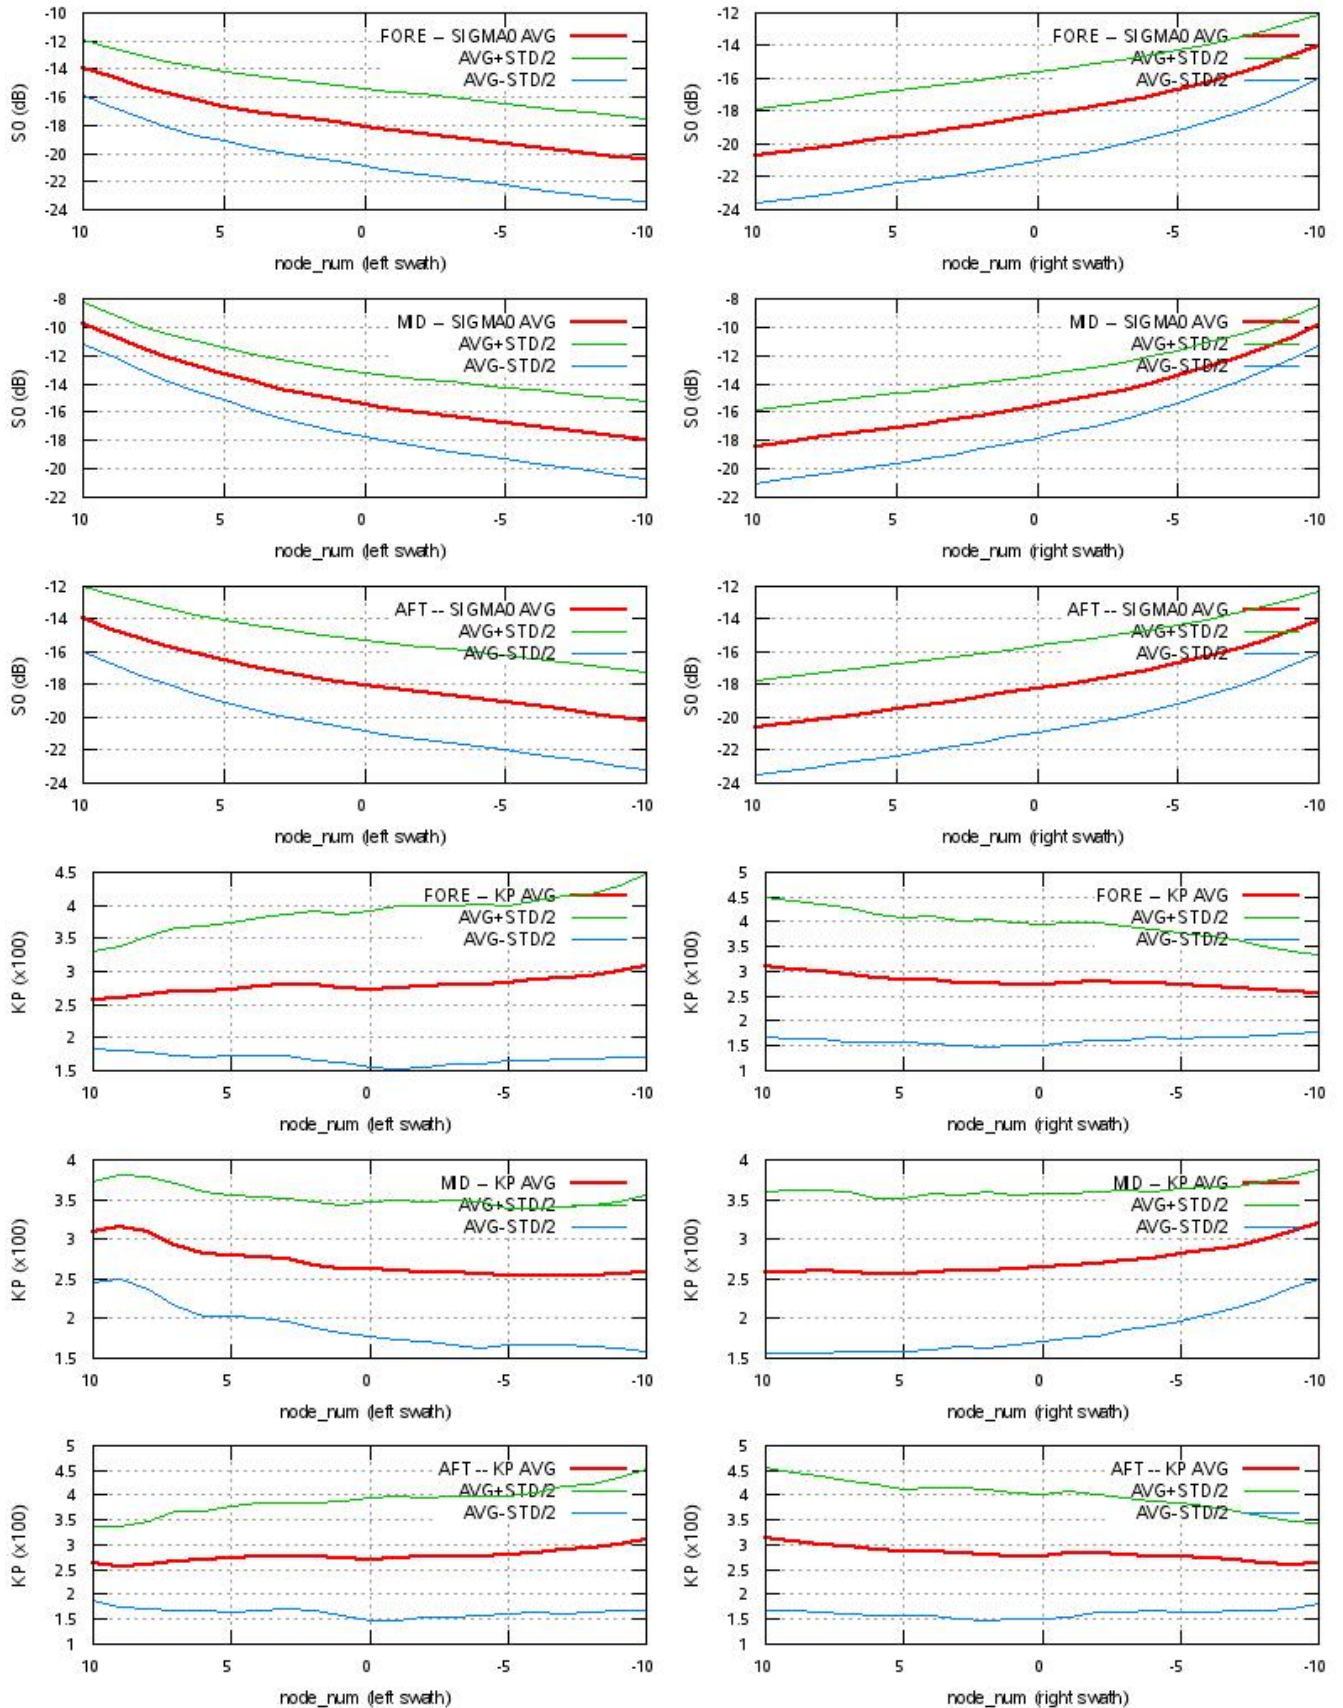 -10
-12
-14
-16
-18
-20
-22
-24
S0 (dB)
FORE -- SIGMA0 AVG
AVG+STD/2
AVG-STD/2
10 5 0 -5 -10
node_num (left swath)
-12
-14
-16
-18
-20
-22
-24
S0 (dB)
FORE -- SIGMA0 AVG
AVG+STD/2
AVG-STD/2
10 5 0 -5 -10
node_num (right swath)
-8
-10
-12
-14
-16
-18
-20
-22
S0 (dB)
MID -- SIGMA0 AVG
AVG+STD/2
AVG-STD/2
10 5 0 -5 -10
node_num (left swath)
-8
-10
-12
-14
-16
-18
-20
-22
S0 (dB)
MID -- SIGMA0 AVG
AVG+STD/2
AVG-STD/2
10 5 0 -5 -10
node_num (right swath)
-12
-14
-16
-18
-20
-22
-24
S0 (dB)
AFT -- SIGMA0 AVG
AVG+STD/2
AVG-STD/2
10 5 0 -5 -10
node_num (left swath)
-12
-14
-16
-18
-20
-22
-24
S0 (dB)
AFT -- SIGMA0 AVG
AVG+STD/2
AVG-STD/2
10 5 0 -5 -10
node_num (right swath)
4.5
4
3.5
3
2.5
2
1.5
KP (x100)
FORE -- KP AVG
AVG+STD/2
AVG-STD/2
10 5 0 -5 -10
node_num (left swath)
5
4.5
4
3.5
3
2.5
2
1.5
1
KP (x100)
FORE -- KP AVG
AVG+STD/2
AVG-STD/2
10 5 0 -5 -10
node_num (right swath)
4
3.5
3
2.5
2
1.5
KP (x100)
MID -- KP AVG
AVG+STD/2
AVG-STD/2
10 5 0 -5 -10
node_num (left swath)
4
3.5
3
2.5
2
1.5
KP (x100)
MID -- KP AVG
AVG+STD/2
AVG-STD/2
10 5 0 -5 -10
node_num (right swath)
5
4.5
4
3.5
3
2.5
2
1.5
1
KP (x100)
AFT -- KP AVG
AVG+STD/2
AVG-STD/2
10 5 0 -5 -10
node_num (left swath)
5
4.5
4
3.5
3
2.5
2
1.5
1
KP (x100)
AFT -- KP AVG
AVG+STD/2
AVG-STD/2
10 5 0 -5 -10
node_num (right swath)